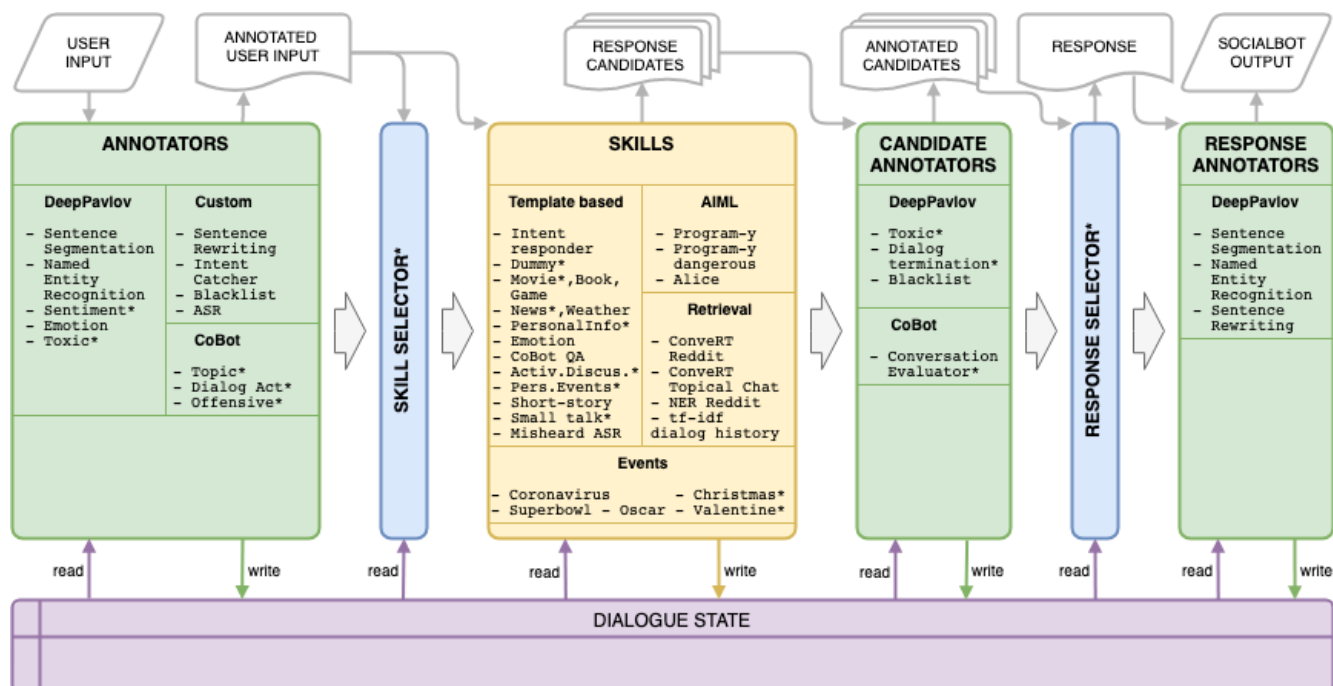 USER
INPUT
ANNOTATED
USER INPUT
RESPONSE
CANDIDATES
ANNOTATED
CANDIDATES
RESPONSE
SOCIALBOT
OUTPUT
ANNOTATORS
DeepPavlov
- Sentence
Segmentation
- Named
Entity
Recognition
- Sentiment*
- Emotion
- Toxic*
Custom
- Sentence
Rewriting
- Intent
Catcher
- Blacklist
- ASR
CoBot
- Topic*
- Dialog Act*
- Offensive*
SKILL SELECTOR*
SKILLS
Template based
- Intent
responder
- Dummy*
- Movie*,Book,
Game
- News*,Weather
- PersonalInfo*
- Emotion
- CoBot QA
- Activ.Discus.*
- Pers.Events*
- Short-story
- Small talk*
- Misheard ASR
AIML
- Program-y
- Program-y
dangerous
- Alice
Retrieval
- ConveRT
Reddit
- ConveRT
Topical Chat
- NER Reddit
- tf-idf
dialog history
Events
- Coronavirus - Christmas*
- Superbowl - Oscar - Valentine*
CANDIDATE
ANNOTATORS
DeepPavlov
- Toxic*
- Dialog
termination*
- Blacklist
CoBot
- Conversation
Evaluator*
RESPONSE SELECTOR*
RESPONSE
ANNOTATORS
DeepPavlov
- Sentence
Segmentation
- Named
Entity
Recognition
- Sentence
Rewriting
read
write
read
read
write
read
write
read
read
write
DIALOGUE STATE